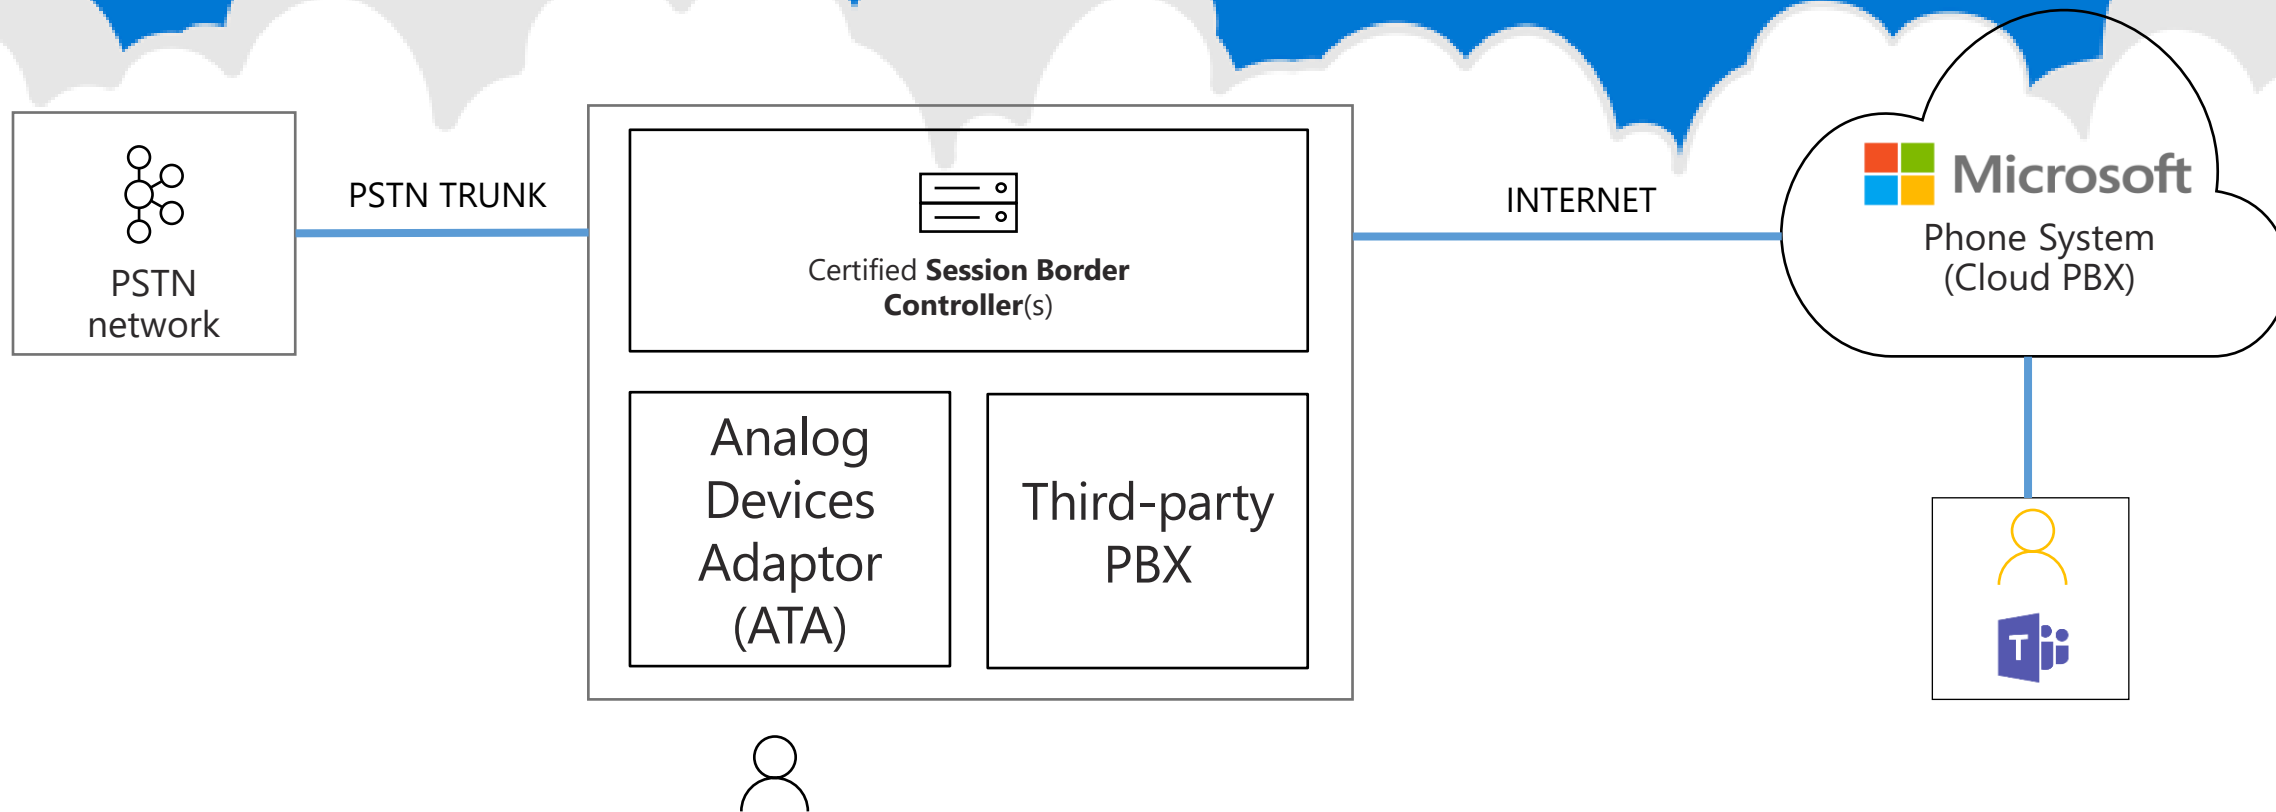 PSTN
network
PSTN TRUNK
Certified Session Border
Controller(s)
Analog
Devices
Adaptor
(ATA)
Third-party
PBX
INTERNET
Microsoft
Phone System
(Cloud PBX)
T